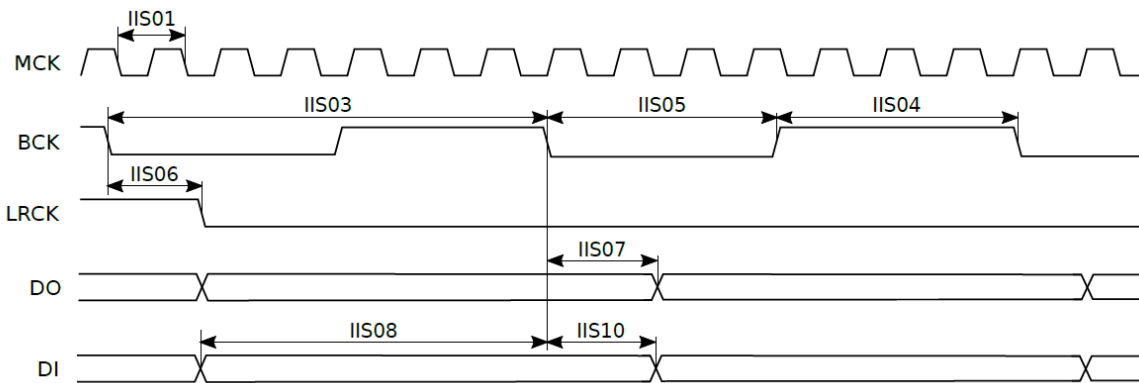 IIS01
MCK
IIS03
IIS05
IIS04
BCK
IIS06
LRCK
IIS07
DO
IIS08
IIS10
DI